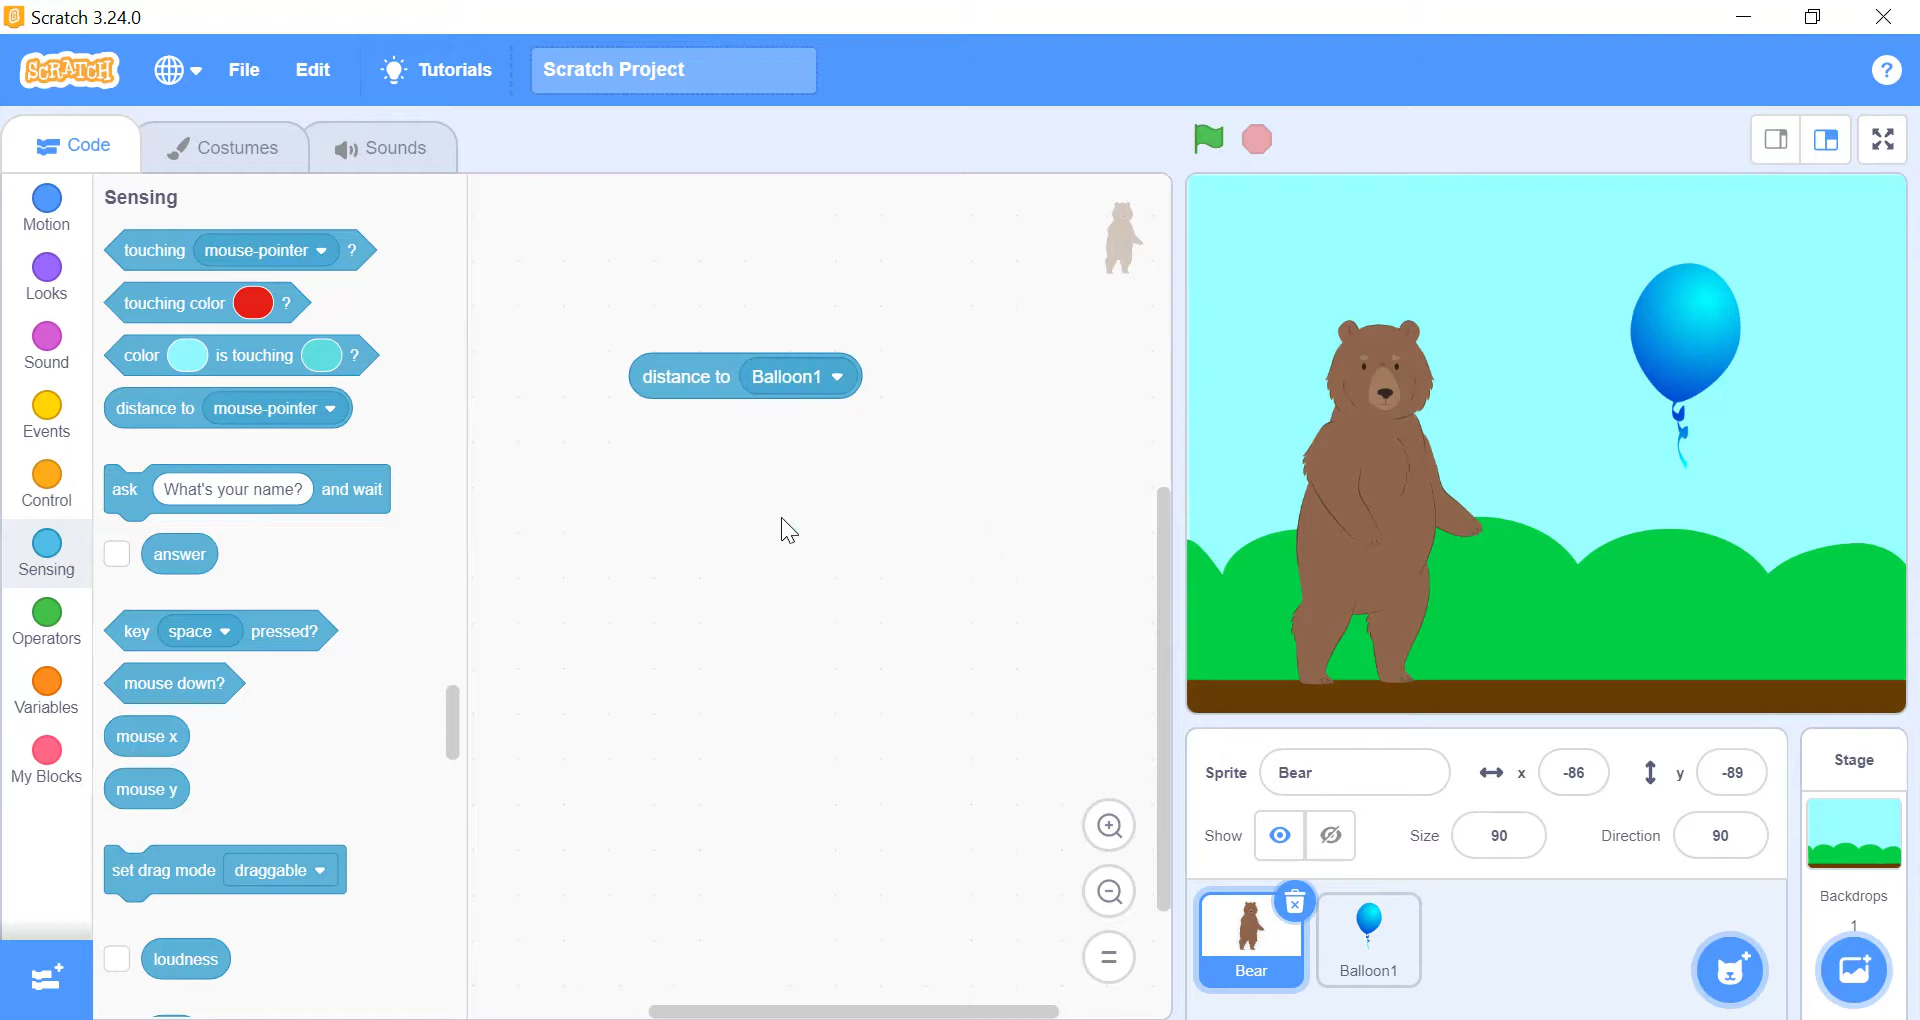 Scratch 3.24.0
SCRATCH
File
Edit
Tutorials
Scratch Project
?
Code
Costumes
Sounds
Motion
Looks
Sound
Events
Control
Sensing
Operators
Variables
My Blocks
Sensing
touching mouse-pointer ?
touching color ?
color is touching ?
distance to mouse-pointer
ask What's your name? and wait
answer
key space pressed?
mouse down?
mouse x
mouse y
set drag mode draggable
loudness
distance to Balloon1
Sprite Bear x -86 y -89
Show Size 90 Direction 90
Bear
Balloon1
Stage
Backdrops
1